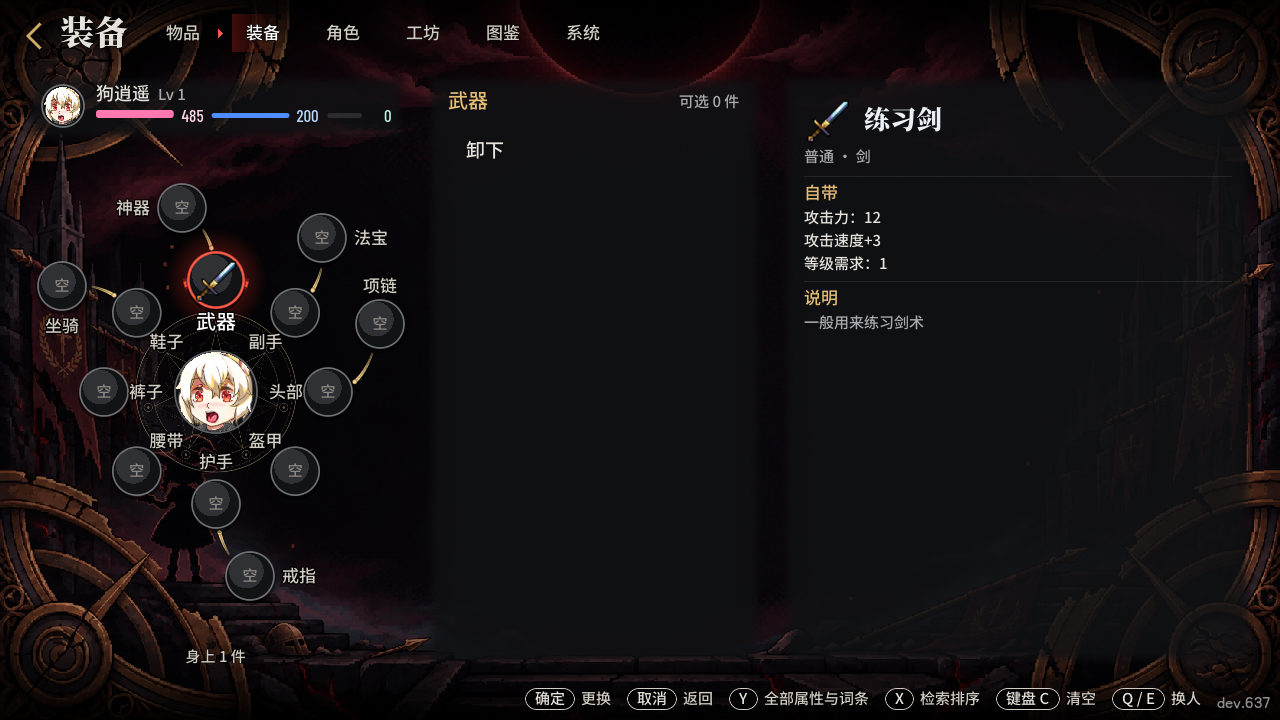 装备
物品 装备 角色 工坊 图鉴 系统
狗逍遥 Lv 1
485 200 0
神器 空
空 法宝
项链
空
空
坐骑
空
武器
空
空
鞋子 副手
空 裤子 头部 空
腰带 盔甲
护手
空
空
空
空 戒指
身上 1 件
武器 可选 0 件
卸下
练习剑
普通 · 剑
自带
攻击力：12
攻击速度+3
等级需求：1
说明
一般用来练习剑术
确定 更换 取消 返回 Y 全部属性与词条 X 检索排序 键盘 C 清空 Q / E 换人
dev.637